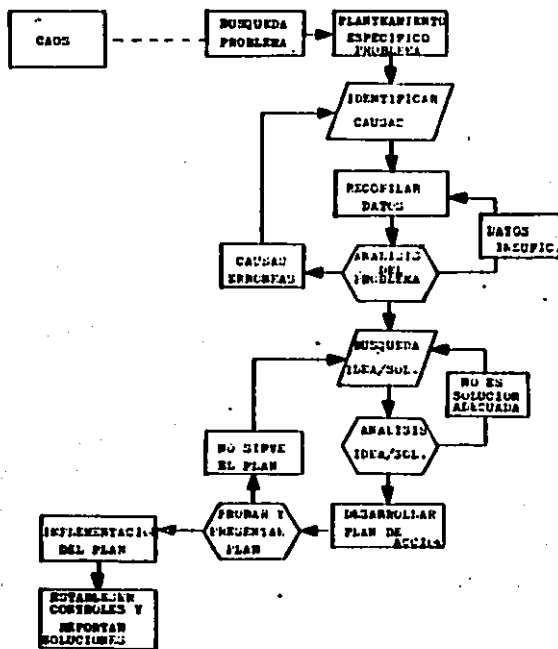 CAOS
BUSQUEDA
PROBLEMA
PLANTEAMIENTO
ESPECIFICO
PROBLEMA
IDENTIFICAR
CAUSAS
RECOPILAR
DATOS
DATOS
INSUFIC.
CAUSAS
ERRONEAS
ANALISIS
DEL
PROBLEMA
BUSQUEDA
IDEA/SOL.
NO ES
SOLUCION
ADECUADA
ANALISIS
IDEA/SOL.
NO SIRVE
EL PLAN
DESARROLLAR
PLAN DE
ACCION
PROBAR Y
PRESENTAR
PLAN
IMPLEMENTACION
DEL PLAN
ESTABLECER
CONTROLES Y
REPORTAR
SOLUCIONES